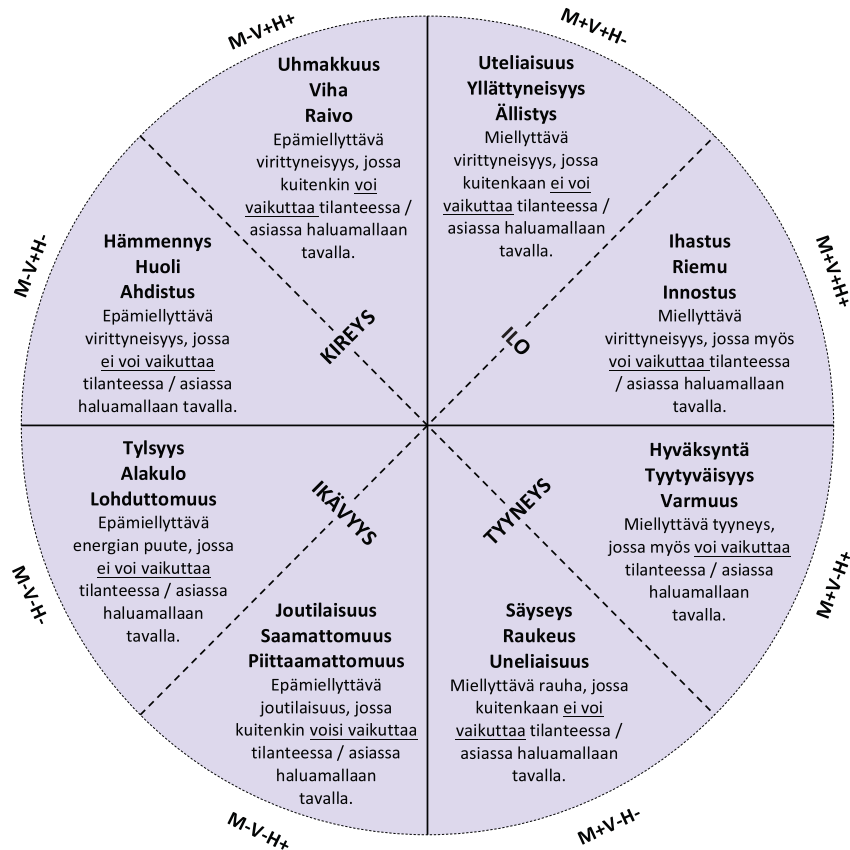 M-V+H+
M+V+H-
Uhmakkuus
Viha
Raivo
Epämiellyttävä
virittyneisyys, jossa
kuitenkin voi
vaikuttaa tilanteessa /
asiassa haluamallaan
tavalla.
Uteliaisuus
Yllättyneisyys
Ällistys
Miellyttävä
virittyneisyys, jossa
kuitenkaan ei voi
vaikuttaa tilanteessa /
asiassa haluamallaan
tavalla.
M-V+H-
Hämmennys
Huoli
Ahdistus
Epämiellyttävä
virittyneisyys, jossa
ei voi vaikuttaa
tilanteessa / asiassa
haluamallaan tavalla.
KIREYS
ILO
Ihastus
Riemu
Innostus
Miellyttävä
virittyneisyys, jossa myös
voi vaikuttaa tilanteessa
/ asiassa haluamallaan
tavalla.
M+V+H+
M-V-H-
Tylsyys
Alakulo
Lohduttomuus
Epämiellyttävä
energian puute, jossa
ei voi vaikuttaa
tilanteessa / asiassa
haluamallaan
tavalla.
IKÄVYYS
TYYNEYS
Hyväksyntä
Tyytyväisyys
Varmuus
Miellyttävä tyyneys,
jossa myös voi vaikuttaa
tilanteessa / asiassa
haluamallaan
tavalla.
M+V-H+
Joutilaisuus
Saamattomuus
Piittaamattomuus
Epämiellyttävä
joutilaisuus, jossa
kuitenkin voisi vaikuttaa
tilanteessa / asiassa
haluamallaan
tavalla.
Säyseys
Raukeus
Uneliaisuus
Miellyttävä rauha, jossa
kuitenkaan ei voi
vaikuttaa tilanteessa /
asiassa haluamallaan
tavalla.
M-V-H+
M+V-H-